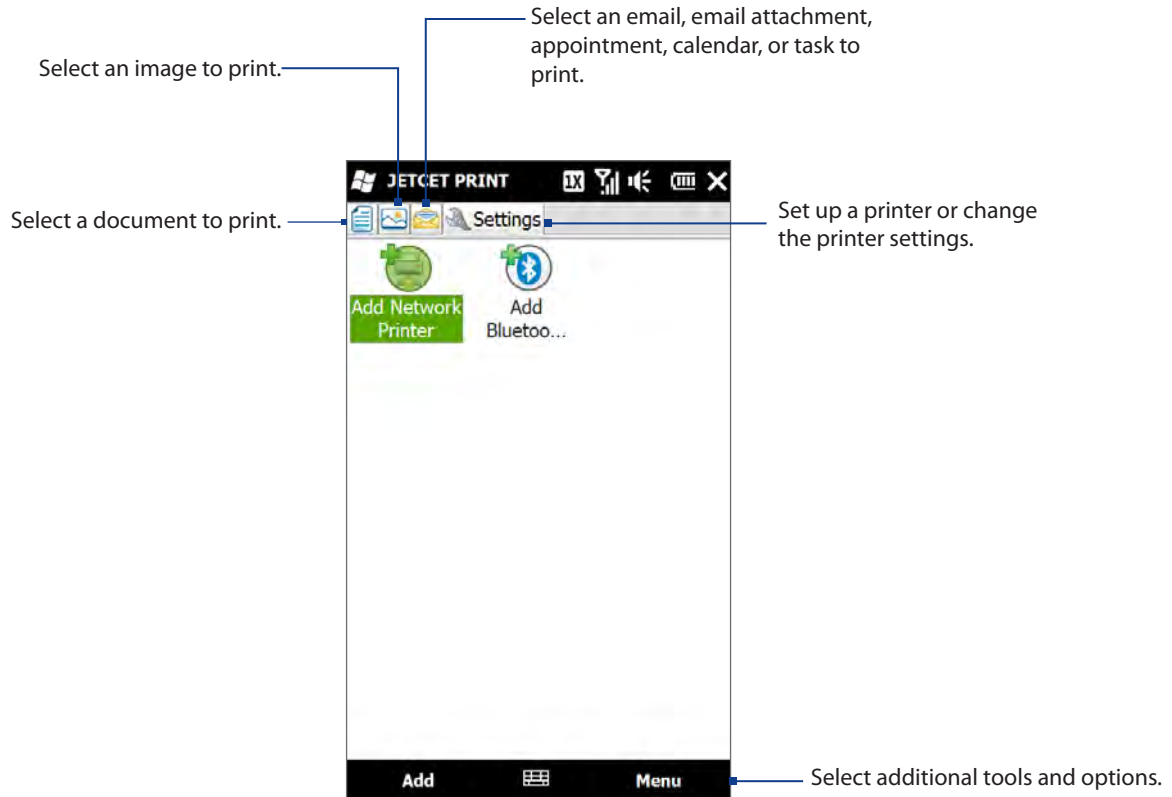 Select an email, email attachment,
appointment, calendar, or task to
print.
Select an image to print.
JETCET PRINT 1X
Select a document to print.
Settings
Set up a printer or change
the printer settings.
Add Network
Printer
Add
Bluetoo...
Add
Menu
Select additional tools and options.